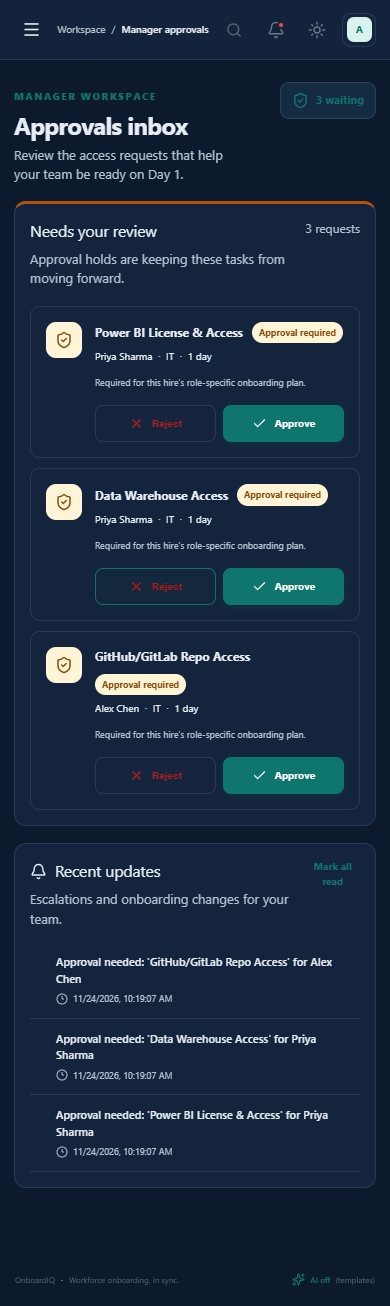 Workspace / Manager approvals
A
MANAGER WORKSPACE
3 waiting
Approvals inbox
Review the access requests that help
your team be ready on Day 1.
Needs your review
3 requests
Approval holds are keeping these tasks from
moving forward.
Power BI License & Access
Approval required
Priya Sharma · IT · 1 day
Required for this hire's role-specific onboarding plan.
Reject
Approve
Data Warehouse Access
Approval required
Priya Sharma · IT · 1 day
Required for this hire's role-specific onboarding plan.
Reject
Approve
GitHub/GitLab Repo Access
Approval required
Alex Chen · IT · 1 day
Required for this hire's role-specific onboarding plan.
Reject
Approve
Recent updates
Mark all
read
Escalations and onboarding changes for your
team.
Approval needed: 'GitHub/GitLab Repo Access' for Alex
Chen
11/24/2026, 10:19:07 AM
Approval needed: 'Data Warehouse Access' for Priya
Sharma
11/24/2026, 10:19:07 AM
Approval needed: 'Power BI License & Access' for Priya
Sharma
11/24/2026, 10:19:07 AM
OnboardIQ · Workforce onboarding, in sync.
AI off (templates)